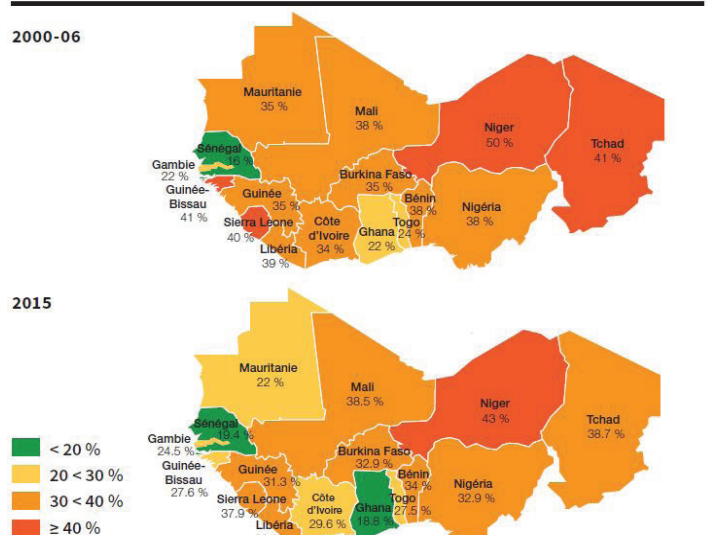 2000-06
Mauritanie
35 %
Mali
38 %
Niger
50 %
Tchad
41 %
Sénégal
16 %
Gambie
22 %
Guinée-
Bissau
41 %
Guinée
35 %
Sierra Leone
40 %
Libéria
39 %
Côte
d'Ivoire
34 %
Burkina Faso
35 %
Ghana
22 %
Togo
24 %
Bénin
38 %
Nigéria
38 %
2015
Mauritanie
22 %
Mali
38.5 %
Niger
43 %
Tchad
38.7 %
Sénégal
19.4 %
Gambie
24.5 %
Guinée-
Bissau
27.6 %
Guinée
31.3 %
Sierra Leone
37.9 %
Libéria
Côte
d'Ivoire
29.6 %
Burkina Faso
32.9 %
Ghana
18.8 %
Togo
27.5 %
Bénin
34 %
Nigéria
32.9 %
< 20 %
20 < 30 %
30 < 40 %
≥ 40 %